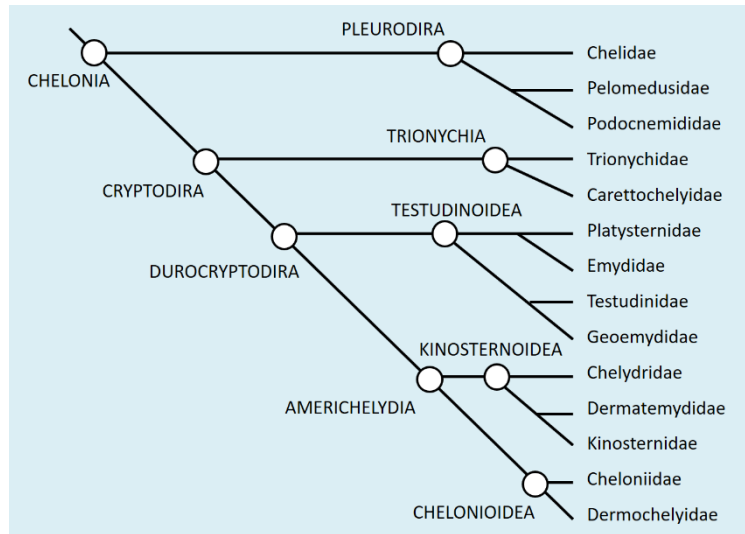 PLEURODIRA
Chelidae
CHELONIA
Pelomedusidae
Podocnemididae
TRIONYCHIA
Trionychidae
CRYPTODIRA
Carettochelyidae
TESTUDINOIDEA
Platysternidae
DUROCRYPTODIRA
Emydidae
Testudinidae
Geoemydidae
KINOSTERNOIDEA
Chelydridae
AMERICHELYDIA
Dermatemydidae
Kinosternidae
Cheloniidae
CHELONIOIDEA
Dermochelyidae